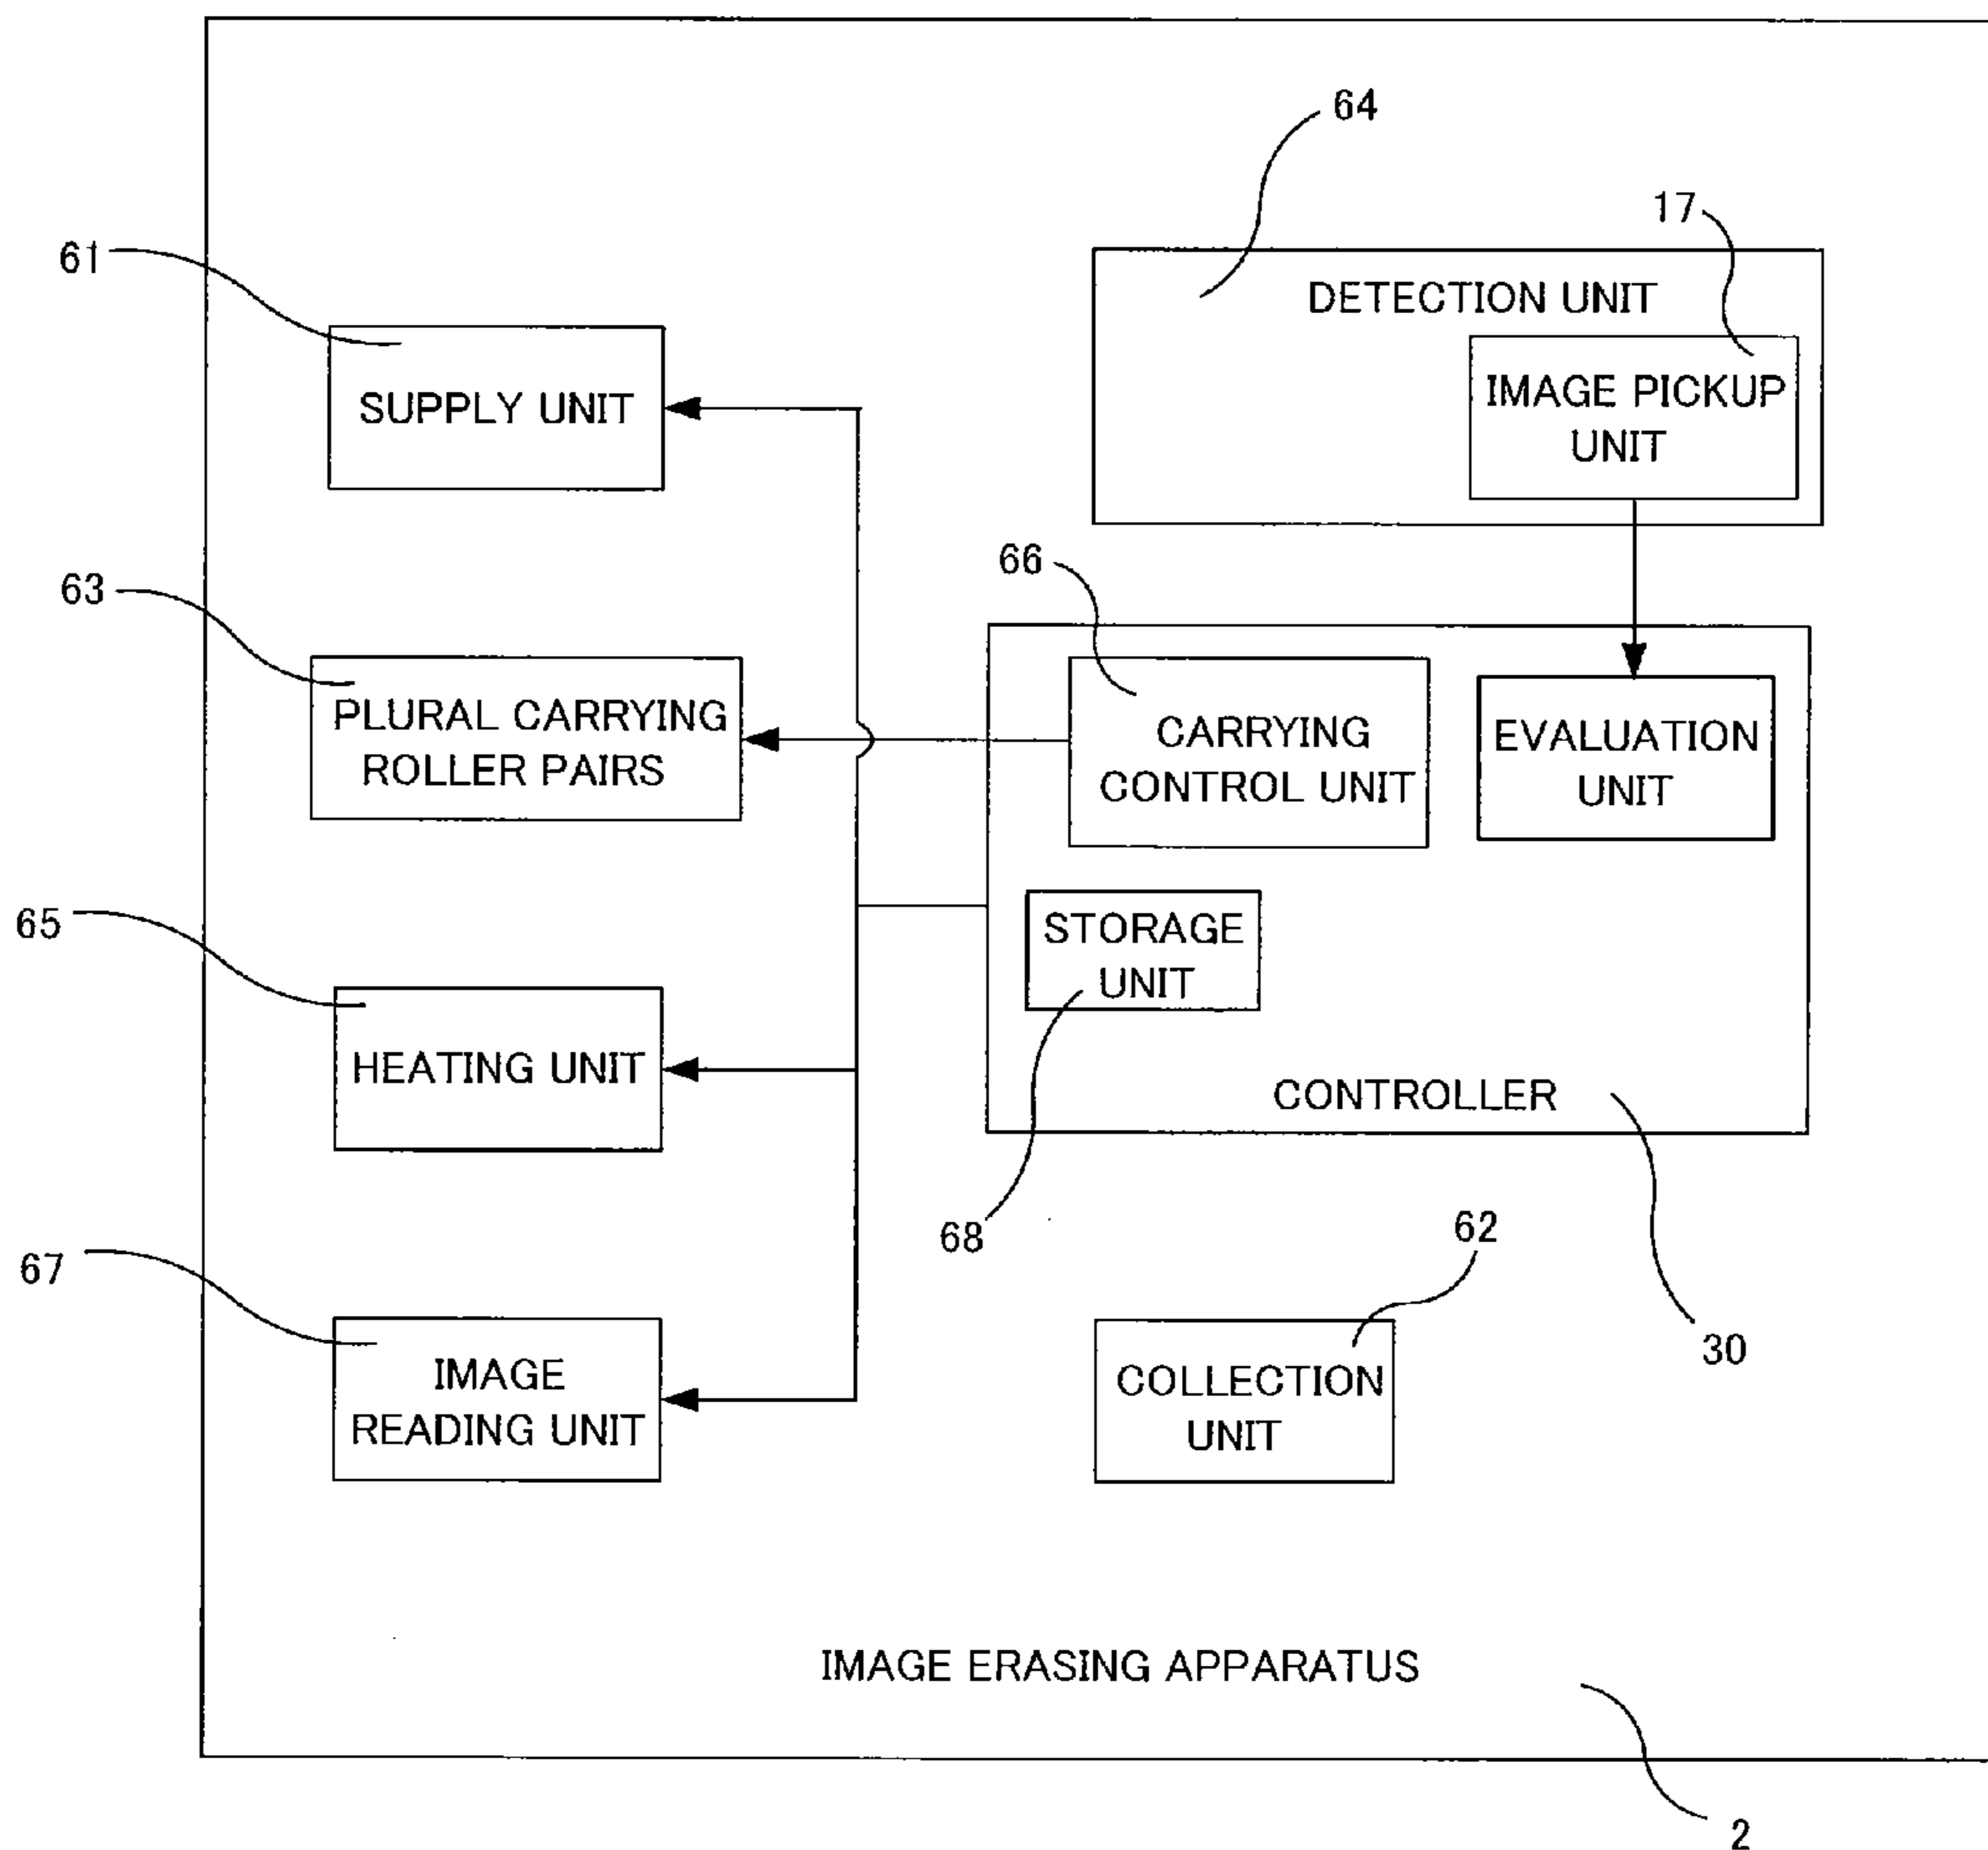 64
17
61
DETECTION UNIT
IMAGE PICKUP
UNIT
SUPPLY UNIT
66
63
PLURAL CARRYING
ROLLER PAIRS
CARRYING
CONTROL UNIT
EVALUATION
UNIT
65
STORAGE
UNIT
HEATING UNIT
CONTROLLER
68
62
67
30
IMAGE
READING UNIT
COLLECTION
UNIT
IMAGE ERASING APPARATUS
2